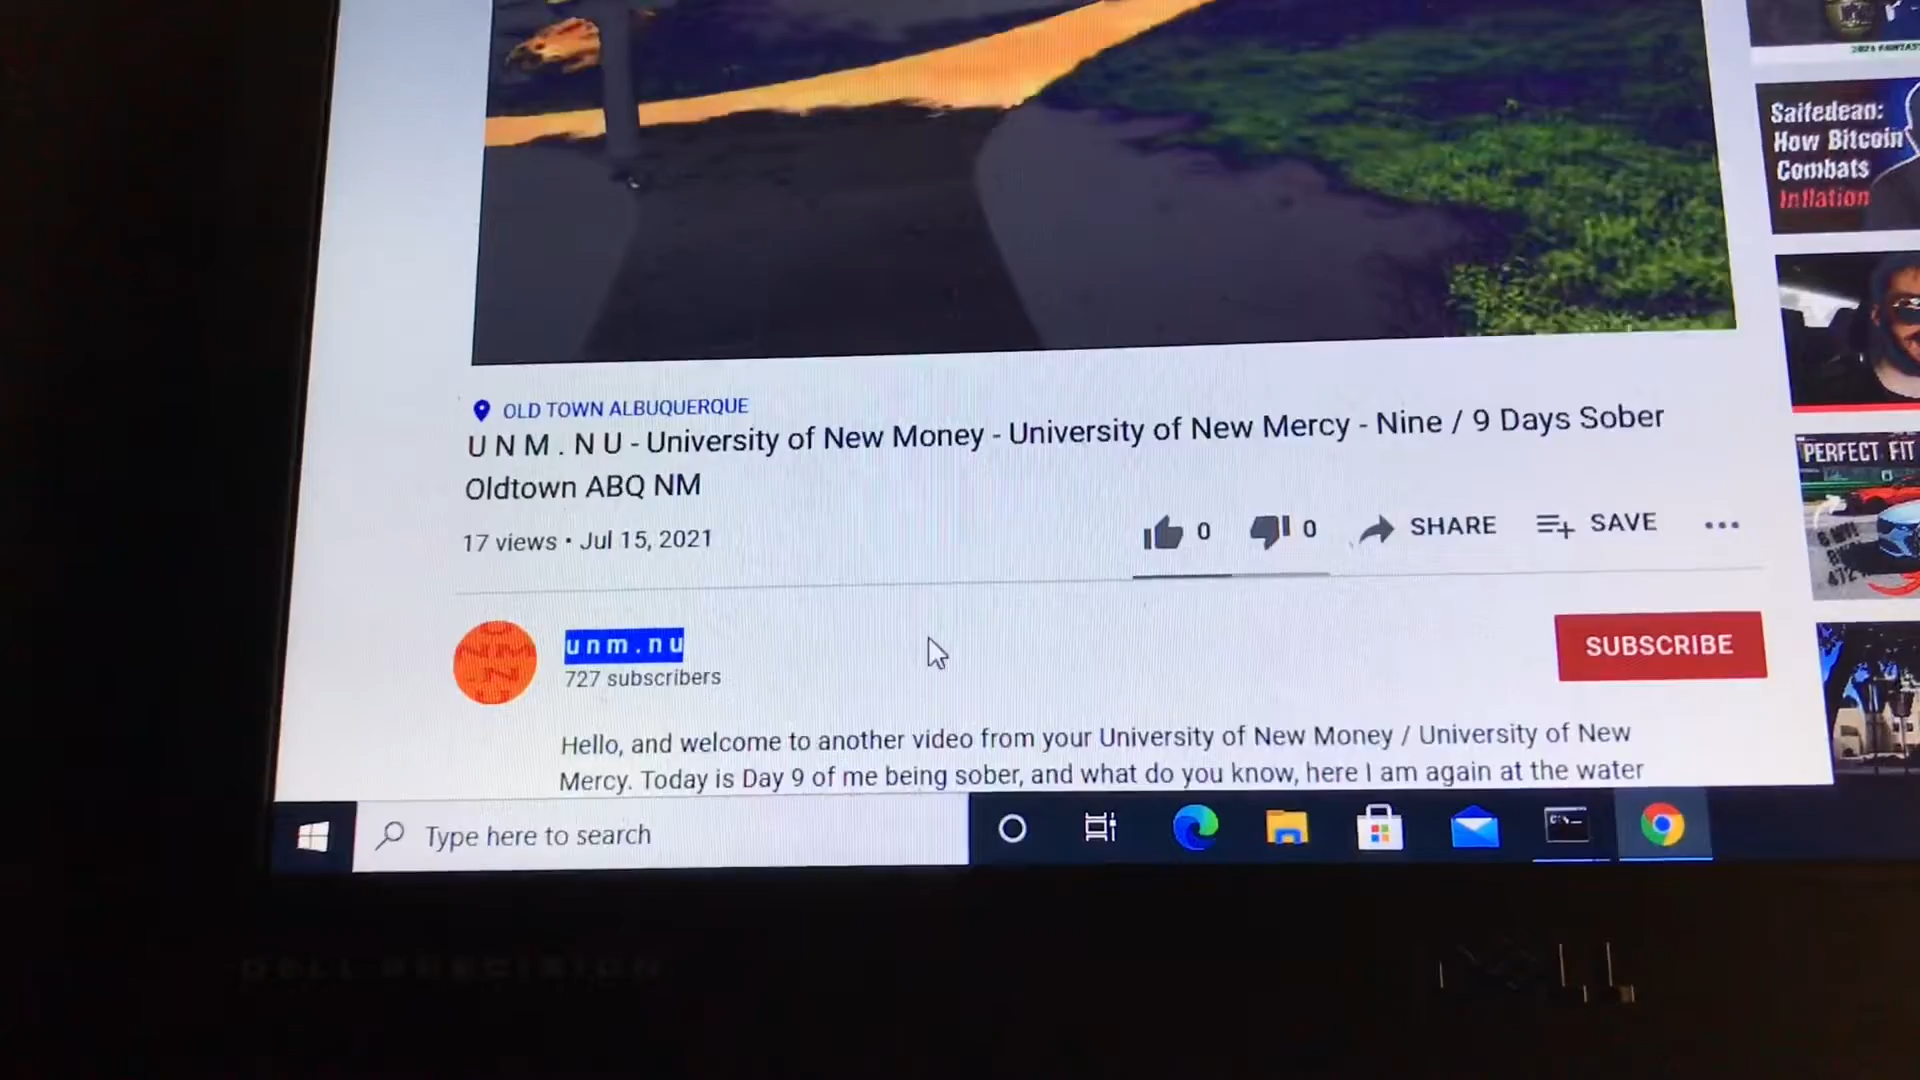 OLD TOWN ALBUQUERQUE
U N M . N U - University of New Money - University of New Mercy - Nine / 9 Days Sober
Oldtown ABQ NM
17 views • Jul 15, 2021
0
0
SHARE
SAVE
unm.nu
727 subscribers
SUBSCRIBE
Hello, and welcome to another video from your University of New Money / University of New
Mercy. Today is Day 9 of me being sober, and what do you know, here I am again at the water
Saifedean:
How Bitcoin
Combats
Inflation
PERFECT FIT
Type here to search
DELL PRECISION
DELL